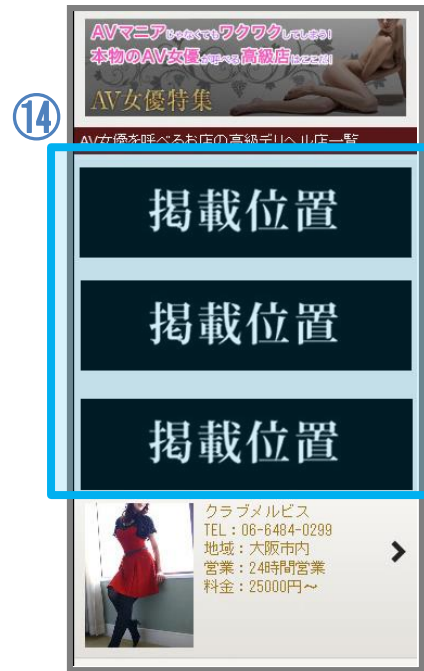 AVマニアじゃなくてもワクワクしてしまう!
本物のAV女優が呼べる高級店はここだ!
AV女優特集
⑭
AV女優を呼べるお店の高級デリヘル店一覧
掲載位置
掲載位置
掲載位置
クラブメルビス
TEL:06-6484-0299
地域:大阪市内
営業:24時間営業
料金:25000円~